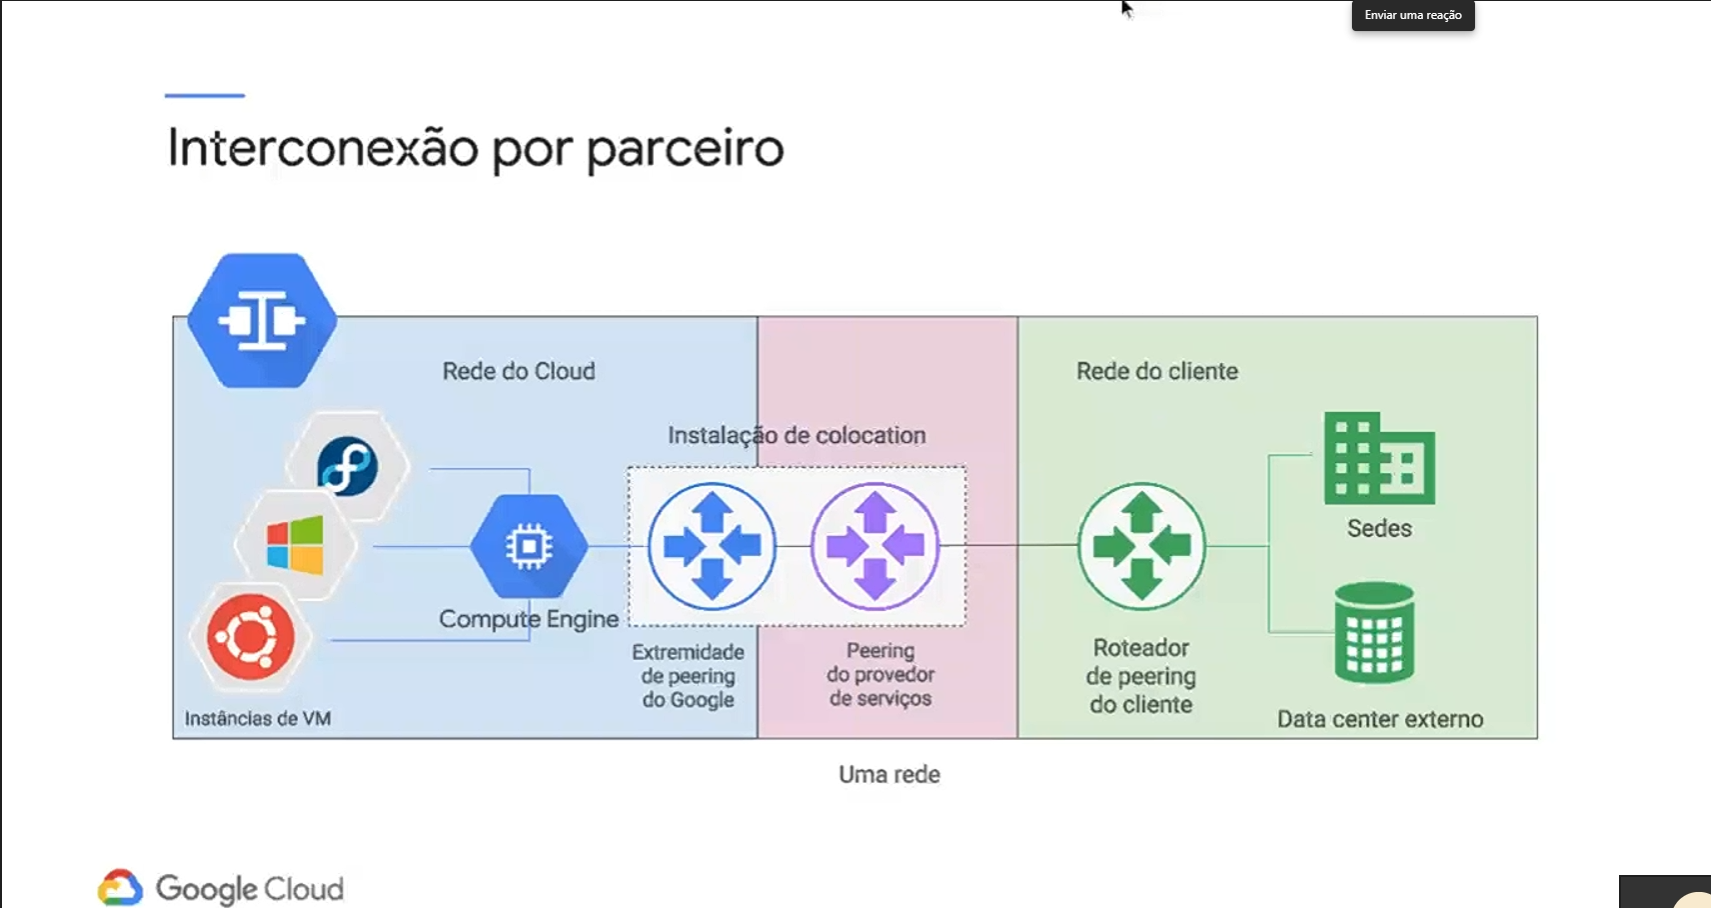 Enviar uma reação
Interconexão por parceiro
Rede do Cloud
Rede do cliente
Instalação de colocation
Sedes
Compute Engine
Extremidade
de peering
do Google
Peering
do provedor
de serviços
Roteador
de peering
do cliente
Instâncias de VM
Data center externo
Uma rede
Google Cloud